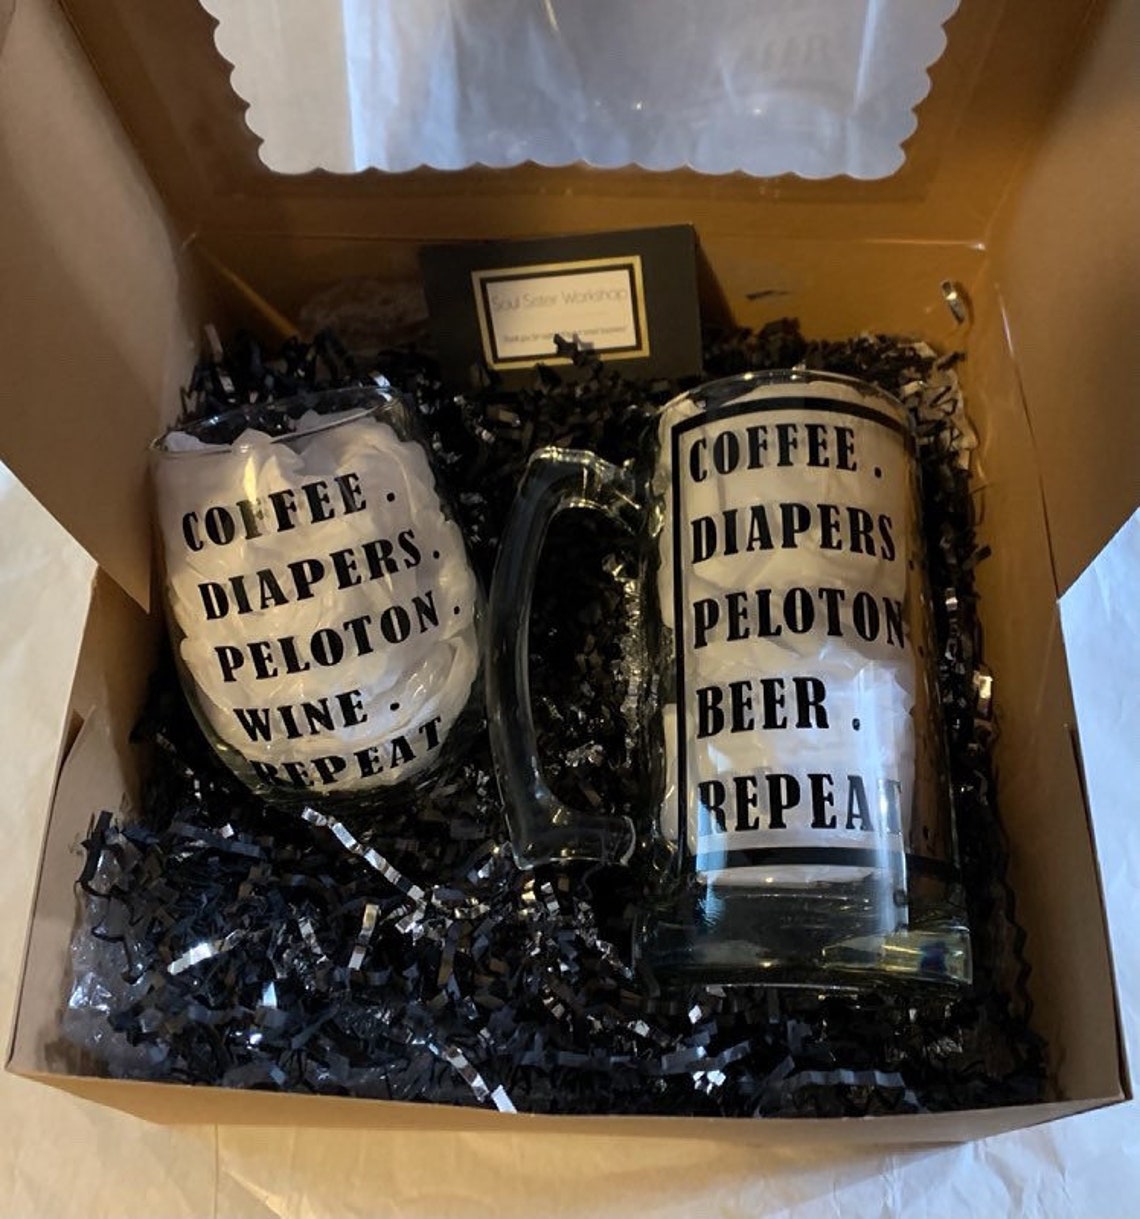 Soul Sister Workshop
COFFEE .
DIAPERS .
PELOTON .
WINE .
REPEAT
COFFEE .
DIAPERS .
PELOTON .
BEER .
REPEAT .